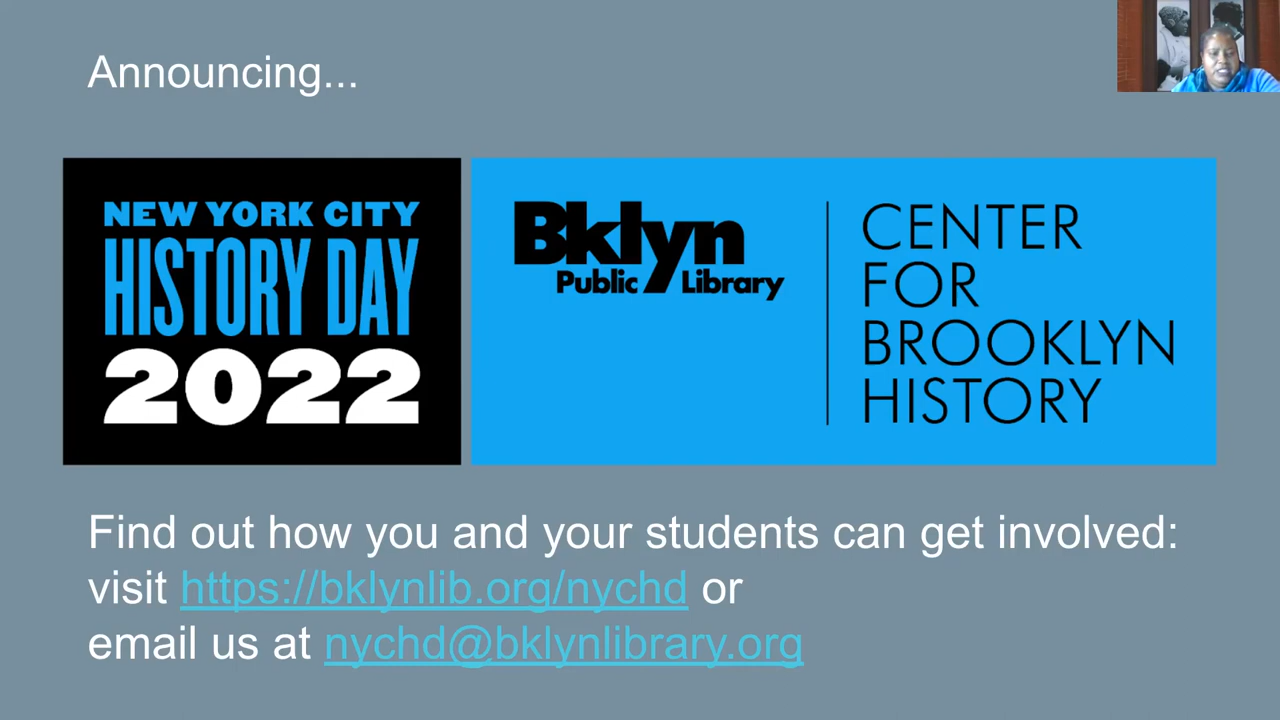 Announcing...
NEW YORK CITY
HISTORY DAY
2022
Bklyn
Public Library
CENTER
FOR
BROOKLYN
HISTORY
Find out how you and your students can get involved:
visit https://bklynlib.org/nychd or
email us at nychd@bklynlibrary.org